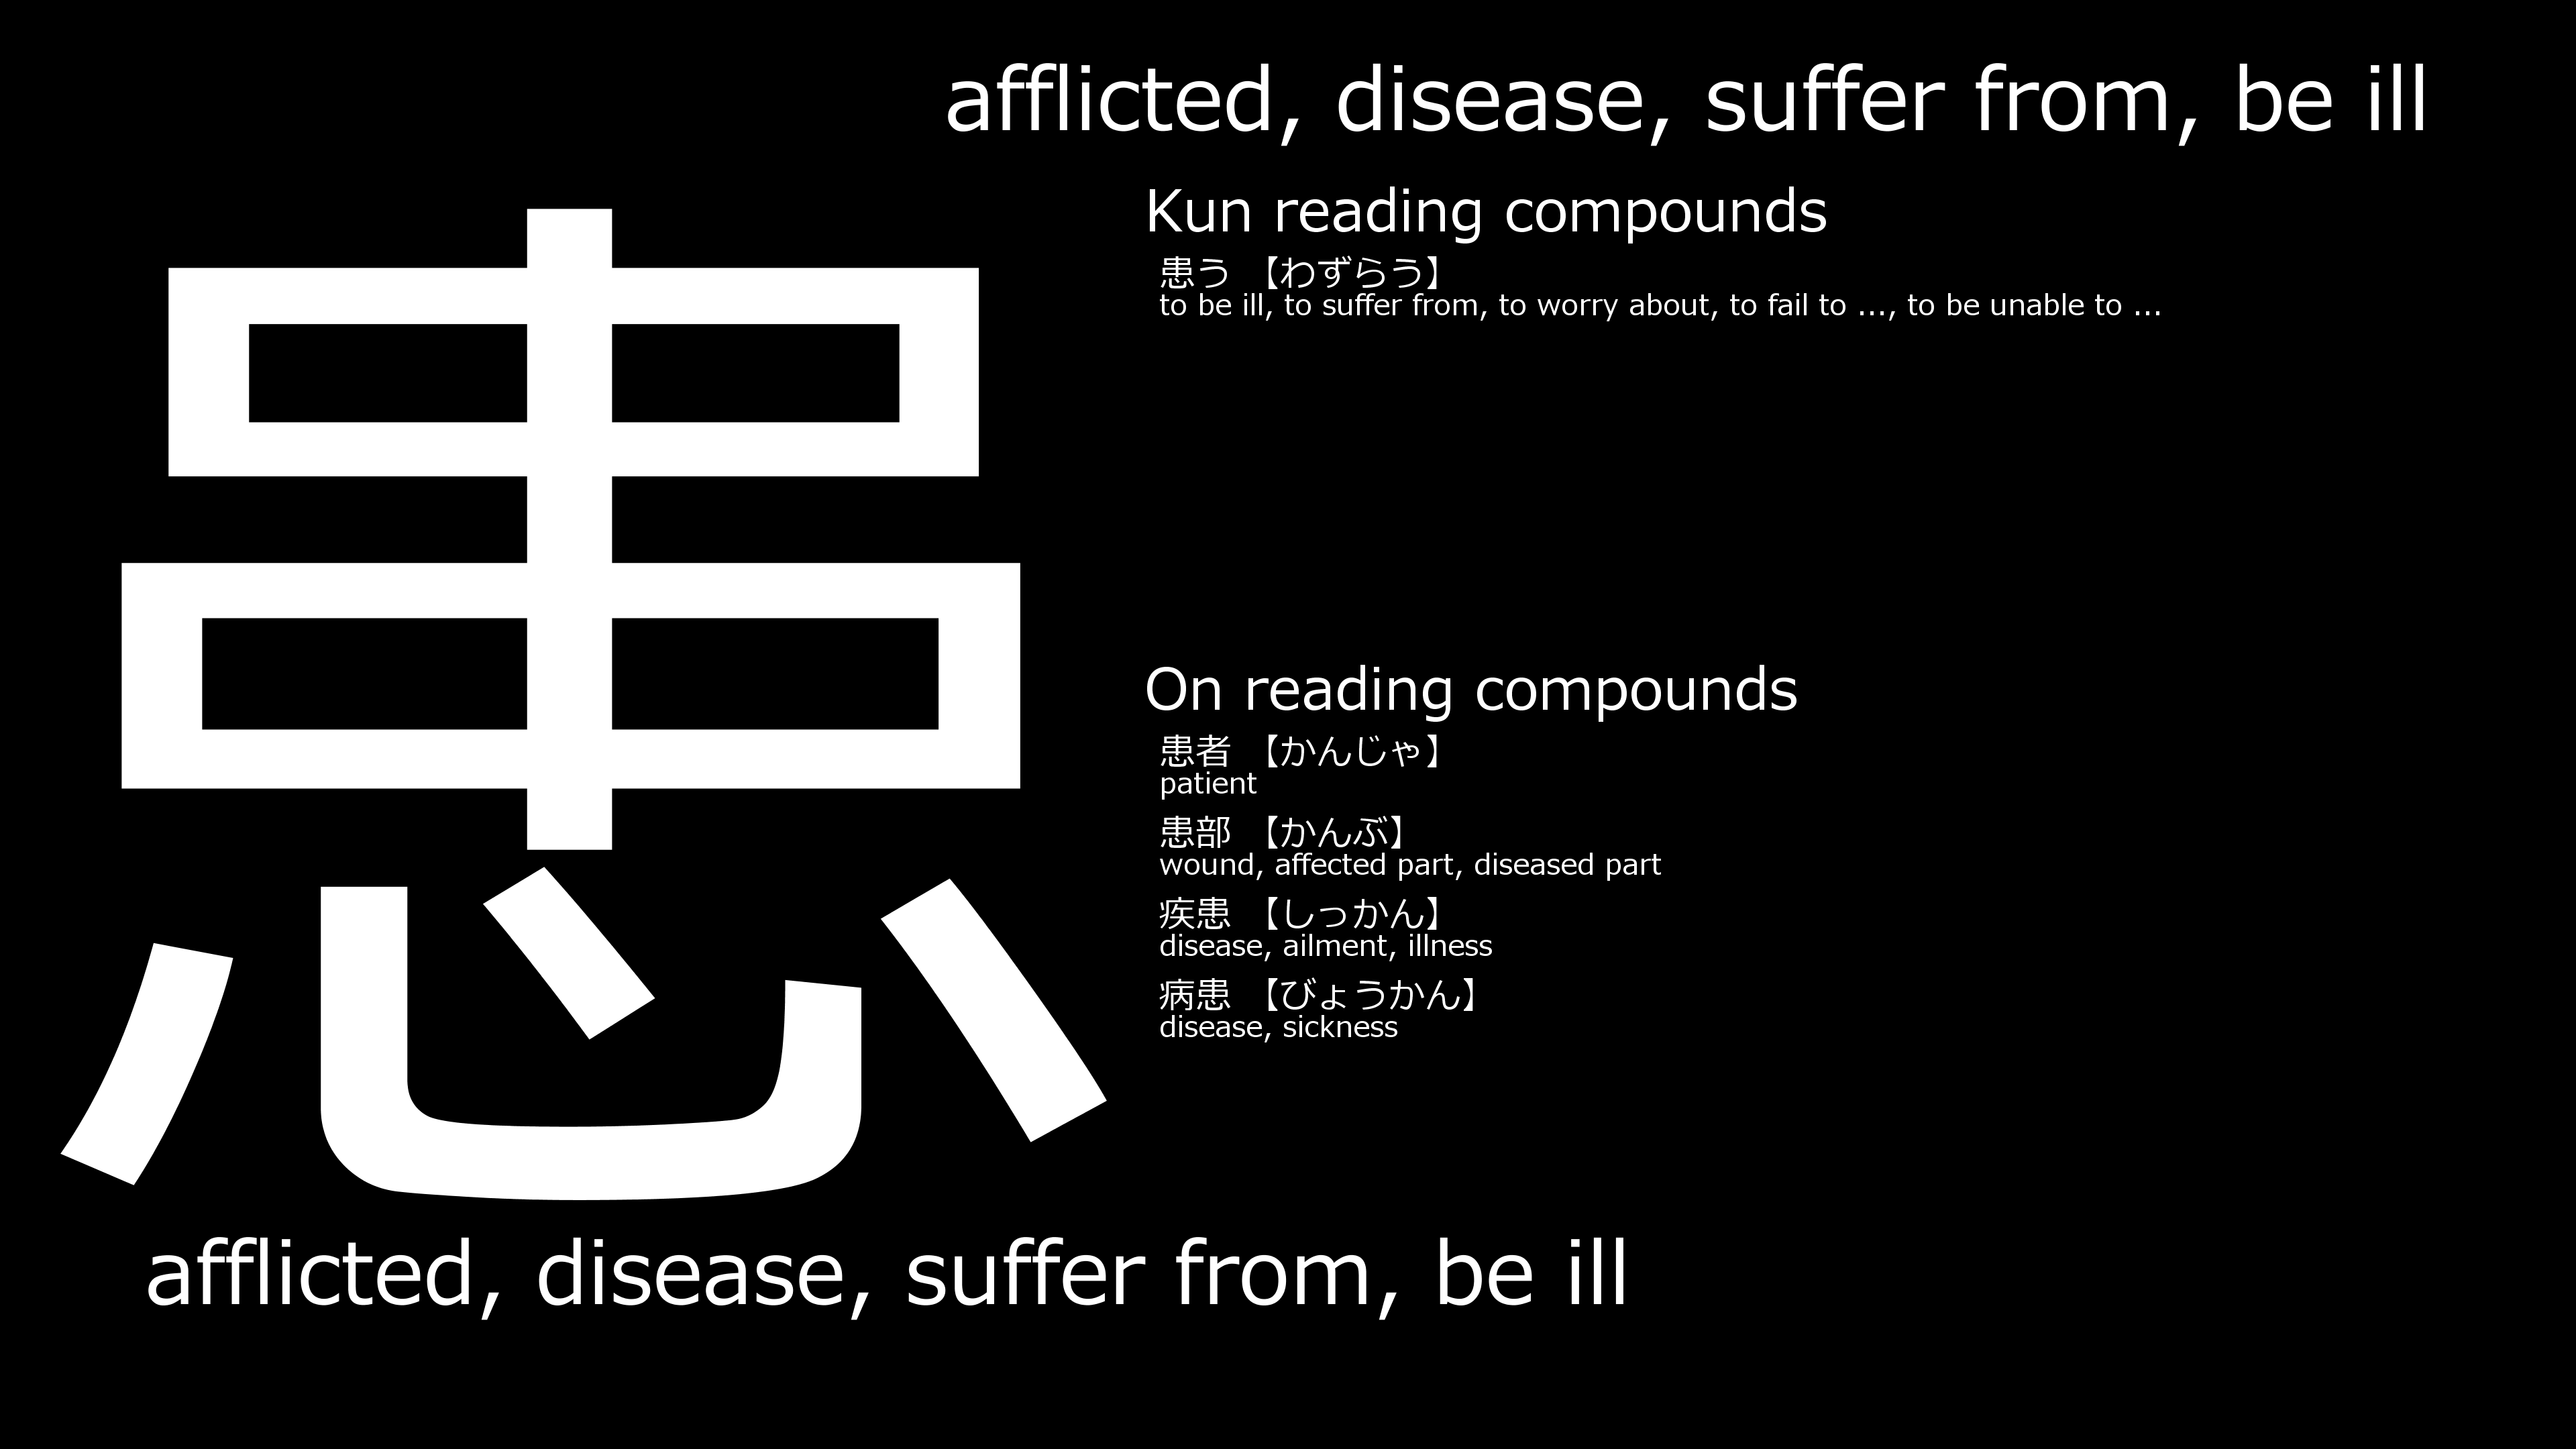 afflicted, disease, suffer from, be ill
患
Kun reading compounds
患う 【わずらう】
to be ill, to suffer from, to worry about, to fail to ..., to be unable to ...
On reading compounds
患者 【かんじゃ】
patient
患部 【かんぶ】
wound, affected part, diseased part
疾患 【しっかん】
disease, ailment, illness
病患 【びょうかん】
disease, sickness
afflicted, disease, suffer from, be ill